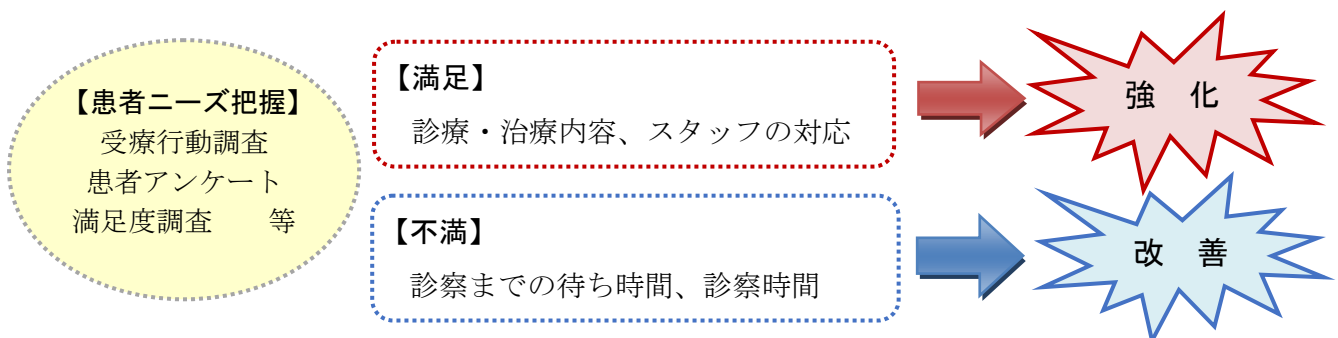 【患者ニーズ把握】
受療行動調査
患者アンケート
満足度調査　　等
【満足】
診療・治療内容、スタッフの対応
強　化
【不満】
診察までの待ち時間、診察時間
改　善